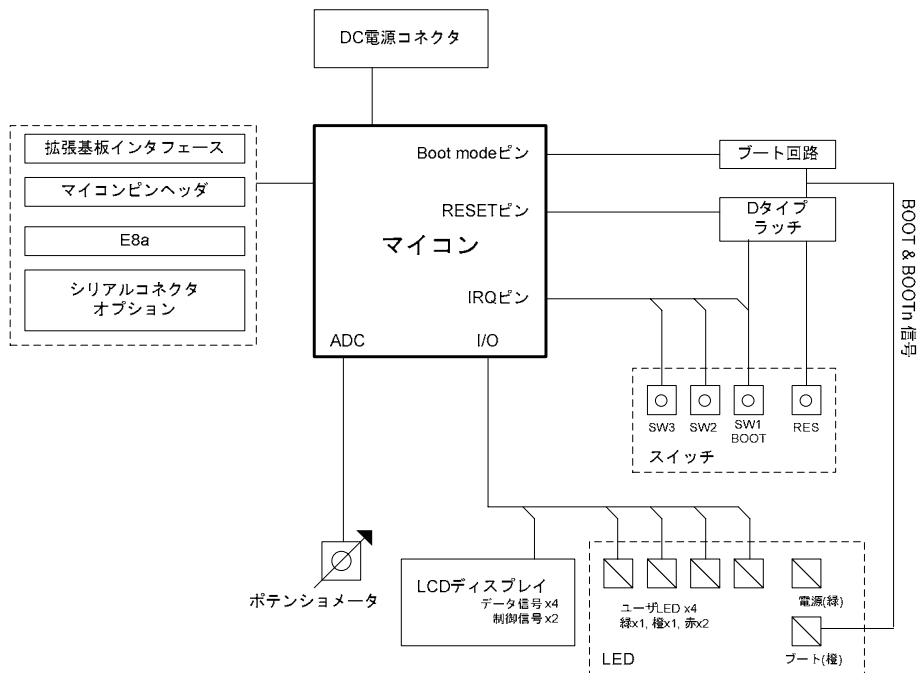 DC電源コネクタ
拡張基板インタフェース
マイコンピンヘッダ
E8a
シリアルコネクタ
オプション
Boot modeピン
RESETピン
マイコン
IRQピン
ADC
I/O
ブート回路
Dタイプ
ラッチ
BOOT & BOOTn 信号
SW3
SW2
SW1
BOOT
RES
スイッチ
ポテンショメータ
LCDディスプレイ
データ信号 x4
制御信号 x2
ユーザLED x4
緑x1, 橙x1, 赤x2
電源(緑)
ブート(橙)
LED